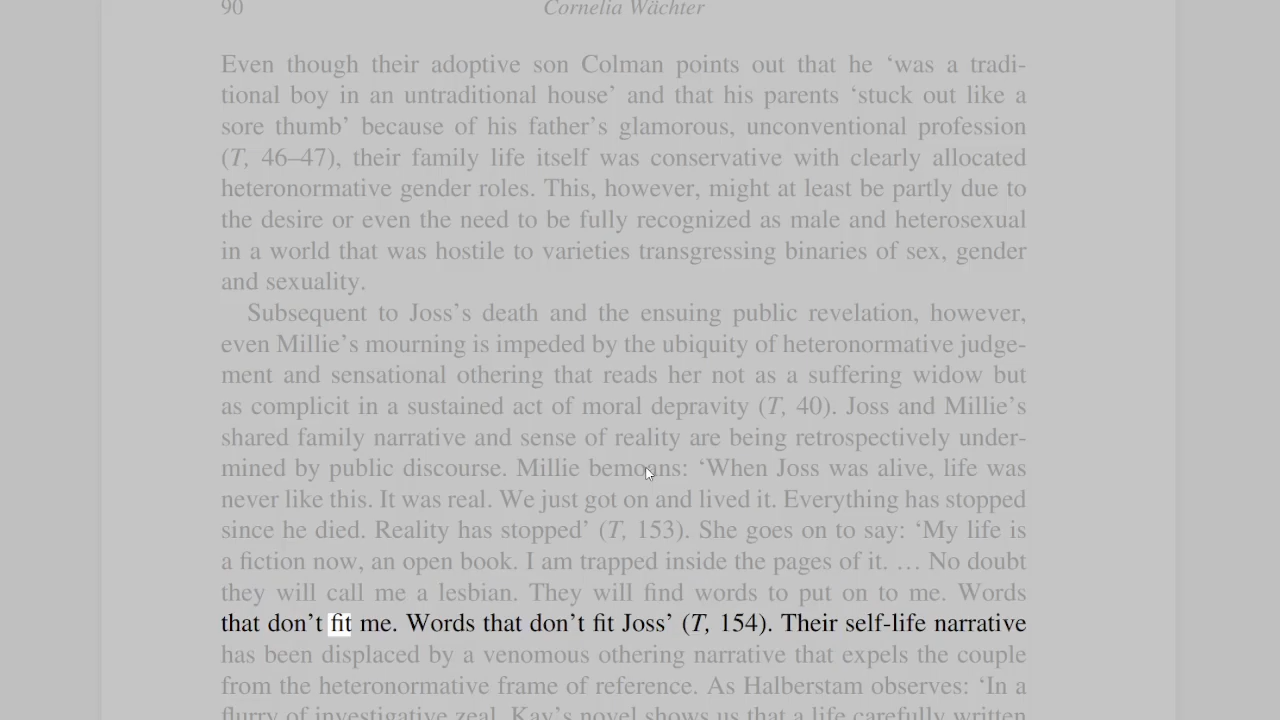 90
Cornelia Wächter
Even though their adoptive son Colman points out that he ‘was a tradi-
tional boy in an untraditional house’ and that his parents ‘stuck out like a
sore thumb’ because of his father’s glamorous, unconventional profession
(T, 46–47), their family life itself was conservative with clearly allocated
heteronormative gender roles. This, however, might at least be partly due to
the desire or even the need to be fully recognized as male and heterosexual
in a world that was hostile to varieties transgressing binaries of sex, gender
and sexuality.
Subsequent to Joss’s death and the ensuing public revelation, however,
even Millie’s mourning is impeded by the ubiquity of heteronormative judge-
ment and sensational othering that reads her not as a suffering widow but
as complicit in a sustained act of moral depravity (T, 40). Joss and Millie’s
shared family narrative and sense of reality are being retrospectively under-
mined by public discourse. Millie bemoans: ‘When Joss was alive, life was
never like this. It was real. We just got on and lived it. Everything has stopped
since he died. Reality has stopped’ (T, 153). She goes on to say: ‘My life is
a fiction now, an open book. I am trapped inside the pages of it. … No doubt
they will call me a lesbian. They will find words to put on to me. Words
that don’t fit me. Words that don’t fit Joss’ (T, 154). Their self-life narrative
has been displaced by a venomous othering narrative that expels the couple
from the heteronormative frame of reference. As Halberstam observes: ‘In a
flurry of investigative zeal, Kay’s novel shows us that a life carefully written